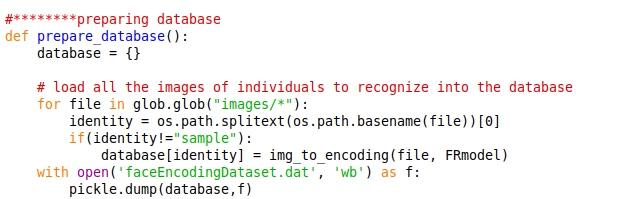 #********preparing database
def prepare_database():
    database = {}
    # load all the images of individuals to recognize into the database
    for file in glob.glob("images/*"):
        identity = os.path.splitext(os.path.basename(file))[0]
        if(identity!="sample"):
            database[identity] = img_to_encoding(file, FRmodel)
    with open('faceEncodingDataset.dat', 'wb') as f:
        pickle.dump(database,f)